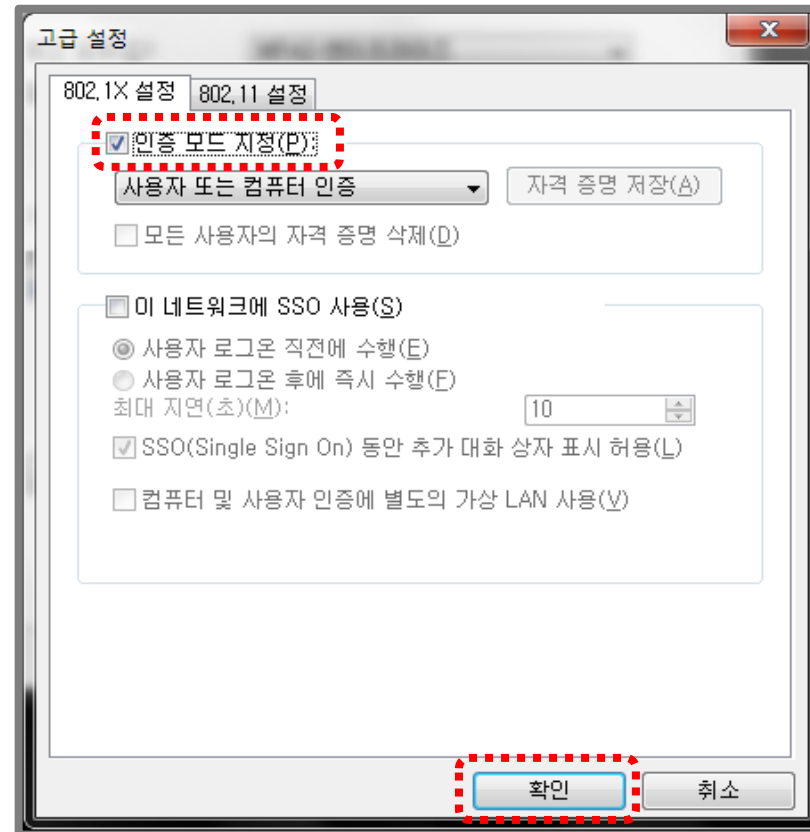 고급 설정
802.1X 설정 802.11 설정
인증 모드 지정(P):
사용자 또는 컴퓨터 인증 자격 증명 저장(A)
모든 사용자의 자격 증명 삭제(D)
이 네트워크에 SSO 사용(S)
사용자 로그온 직전에 수행(E)
사용자 로그온 후에 즉시 수행(F)
최대 지연(초)(M): 10
SSO(Single Sign On) 동안 추가 대화 상자 표시 허용(L)
컴퓨터 및 사용자 인증에 별도의 가상 LAN 사용(V)
확인 취소